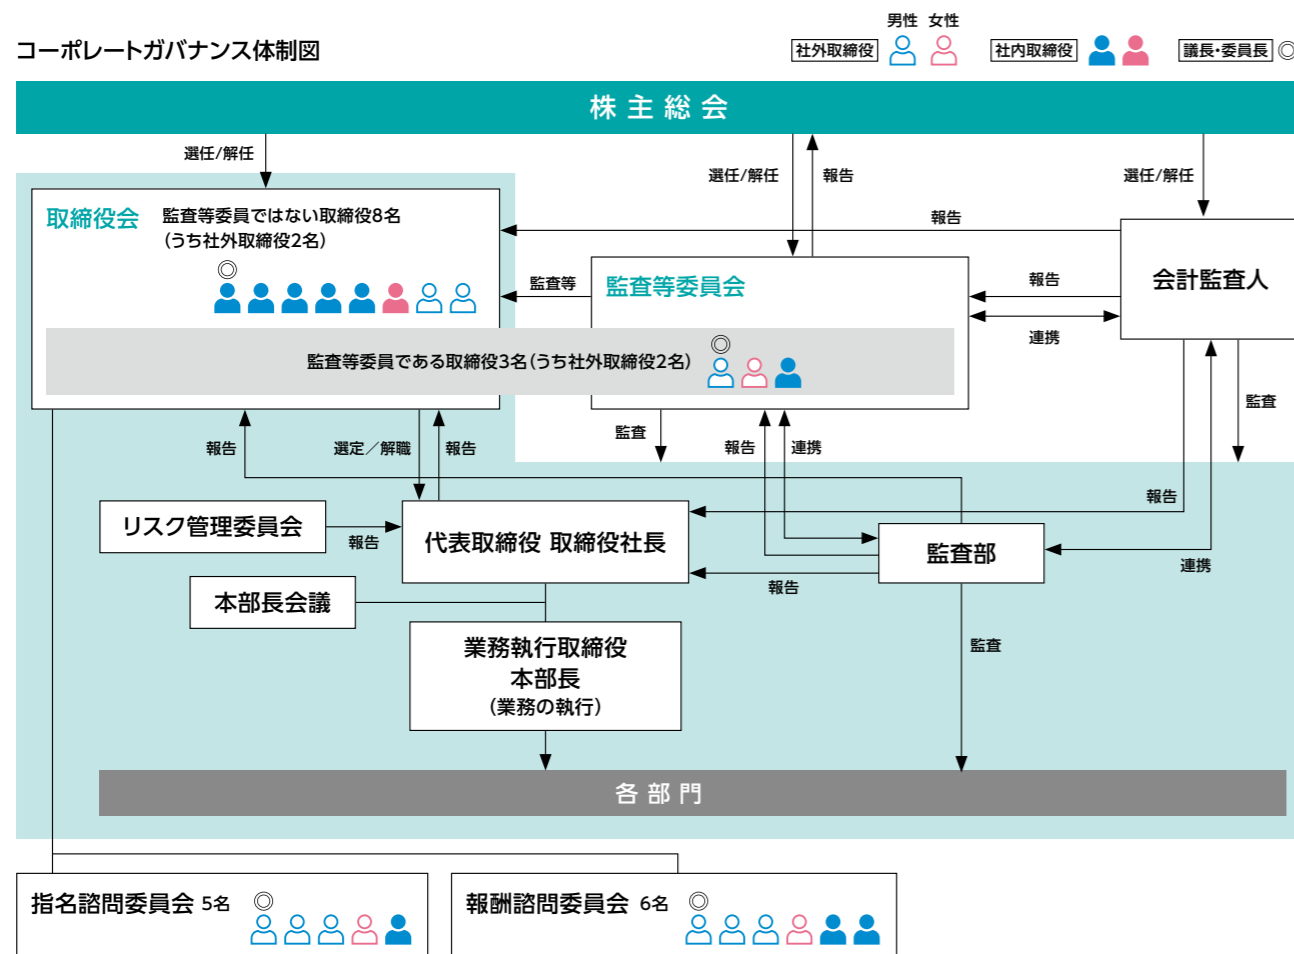 コーポレートガバナンス体制図
男性 女性
社外取締役
社内取締役
議長・委員長 ◎
株主総会
選任/解任
選任/解任
報告
選任/解任
取締役会
監査等委員ではない取締役8名
(うち社外取締役2名)
◎
報告
監査等
監査等委員会
報告
連携
会計監査人
監査等委員である取締役3名(うち社外取締役2名)
◎
報告
選定/解職
報告
監査
報告
連携
監査
報告
リスク管理委員会
報告
代表取締役 取締役社長
監査部
連携
報告
本部長会議
業務執行取締役
本部長
(業務の執行)
監査
各部門
指名諮問委員会 5名
◎
報酬諮問委員会 6名
◎